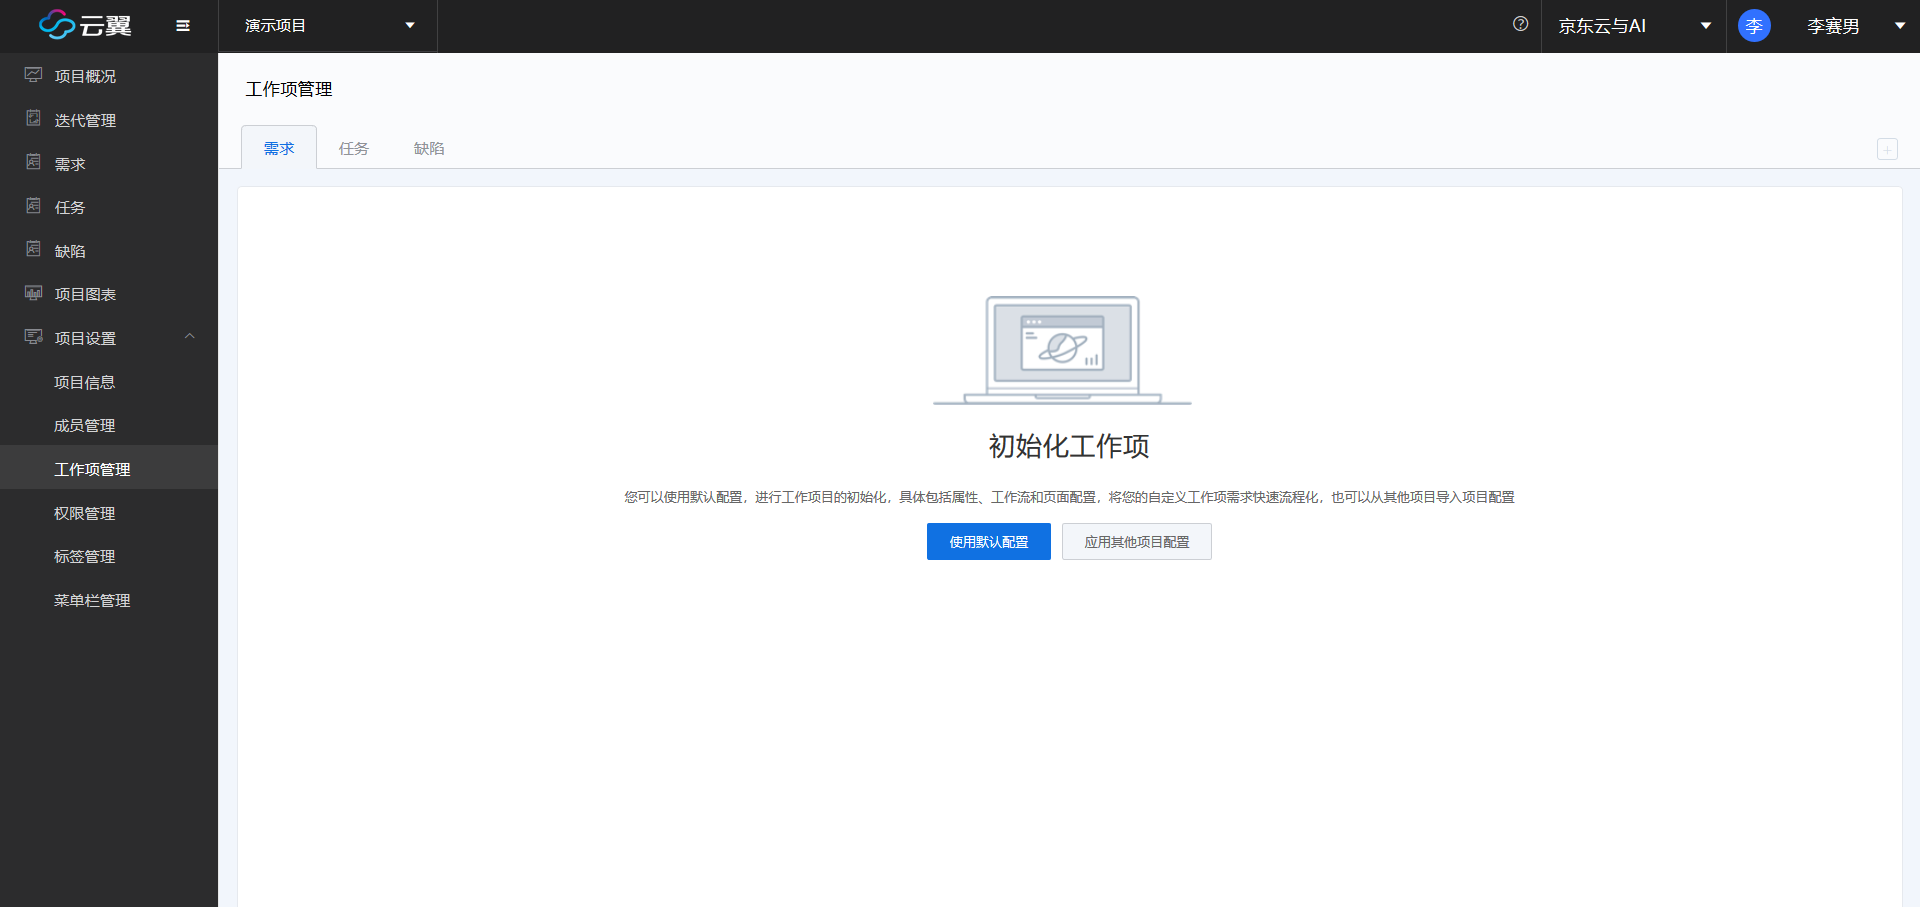 云翼
演示项目
京东云与AI
李
李赛男
项目概况
迭代管理
需求
任务
缺陷
项目图表
项目设置
项目信息
成员管理
工作项管理
权限管理
标签管理
菜单栏管理
工作项管理
需求 任务 缺陷
初始化工作项
您可以使用默认配置，进行工作项目的初始化，具体包括属性、工作流和页面配置，将您的自定义工作项需求快速流程化，也可以从其他项目导入项目配置
使用默认配置 应用其他项目配置